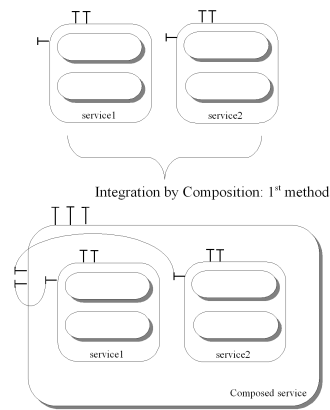 service1
service2
Integration by Composition: 1st method
service1
service2
Composed service